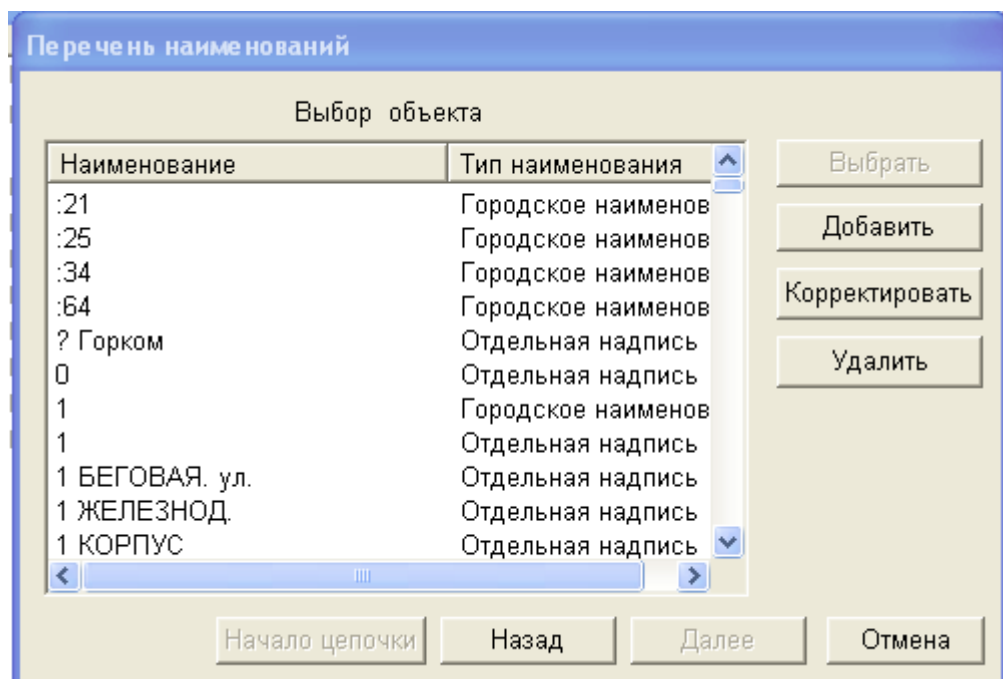 Перечень наименований
Выбор объекта
Наименование Тип наименования
:21 Городское наименов
:25 Городское наименов
:34 Городское наименов
:64 Городское наименов
? Горком Отдельная надпись
0 Отдельная надпись
1 Городское наименов
1 Отдельная надпись
1 БЕГОВАЯ. ул. Отдельная надпись
1 ЖЕЛЕЗНОД. Отдельная надпись
1 КОРПУС Отдельная надпись
Выбрать
Добавить
Корректировать
Удалить
Начало цепочки Назад Далее Отмена